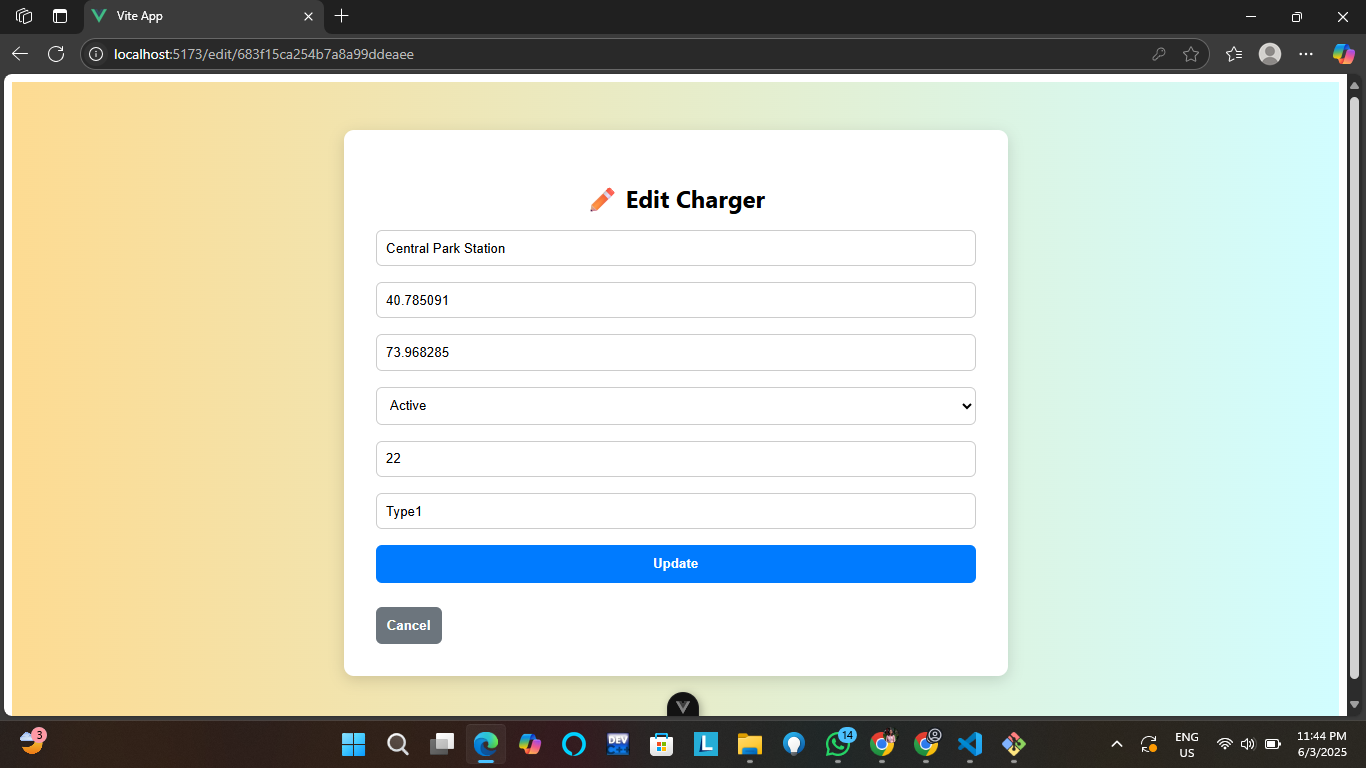 Vite App
localhost:5173/edit/683f15ca254b7a8a99ddeaee
Edit Charger
Central Park Station
40.785091
73.968285
Active
22
Type1
Update
Cancel
3
DEV
L
14
ENG
US
11:44 PM
6/3/2025